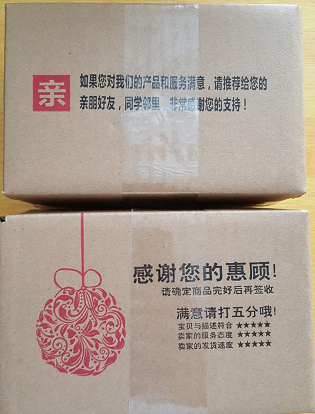 亲
如果您对我们的产品和服务满意，请推荐给您的
亲朋好友，同学邻里，非常感谢您的支持！
感谢您的惠顾！
请确定商品完好后再签收
满意请打五分哦！
宝贝与描述符合 ★★★★★
卖家的服务态度 ★★★★★
卖家的发货速度 ★★★★★